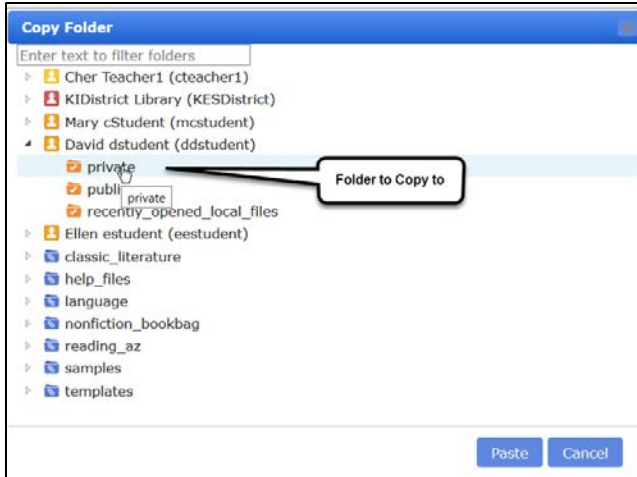 Copy Folder
Enter text to filter folders
Cher Teacher1 (cteacher1)
KIDistrict Library (KESDistrict)
Mary cStudent (mcstudent)
David dstudent (ddstudent)
private
Folder to Copy to
publi
private
recently_opened_local_files
Ellen estudent (eestudent)
classic_literature
help_files
language
nonfiction_bookbag
reading_az
samples
templates
Paste Cancel